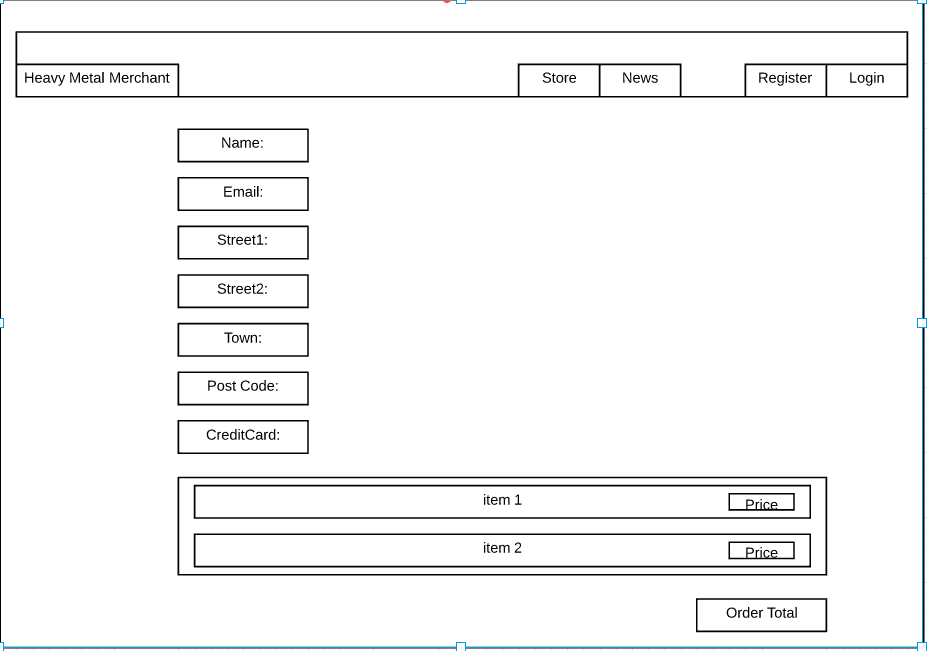 Heavy Metal Merchant
Store
News
Register
Login
Name:
Email:
Street1:
Street2:
Town:
Post Code:
CreditCard:
item 1
Price
item 2
Price
Order Total